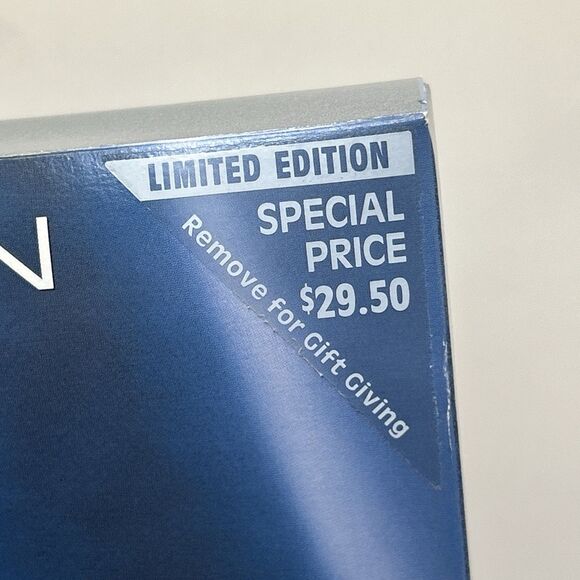 LIMITED EDITION
SPECIAL
PRICE
$29.50
Remove for Gift Giving
N